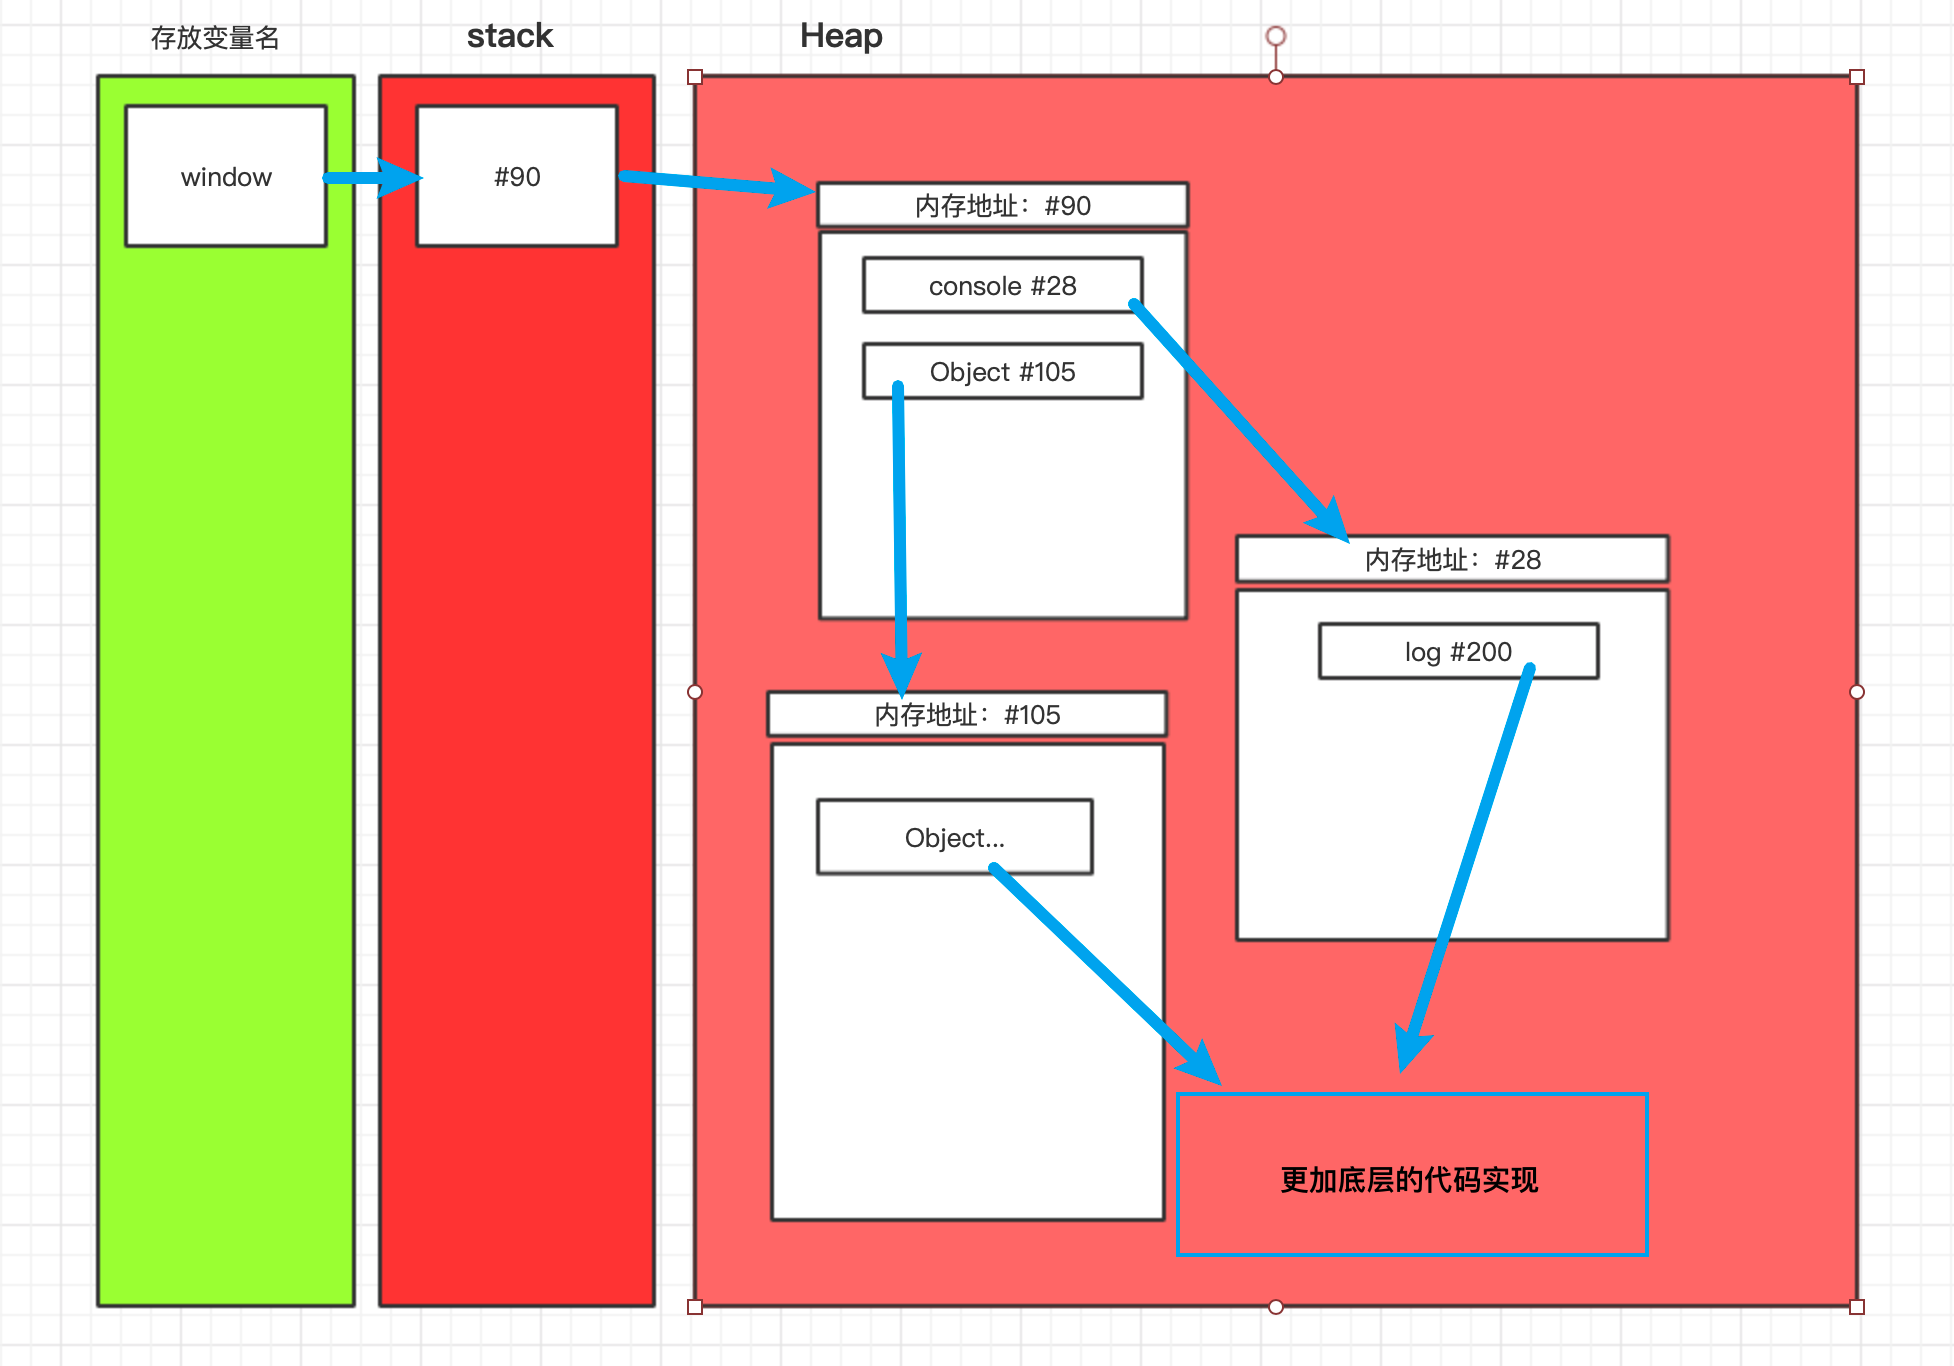 存放变量名
stack
Heap
window
#90
内存地址：#90
console #28
Object #105
内存地址：#28
log #200
内存地址：#105
Object...
更加底层的代码实现